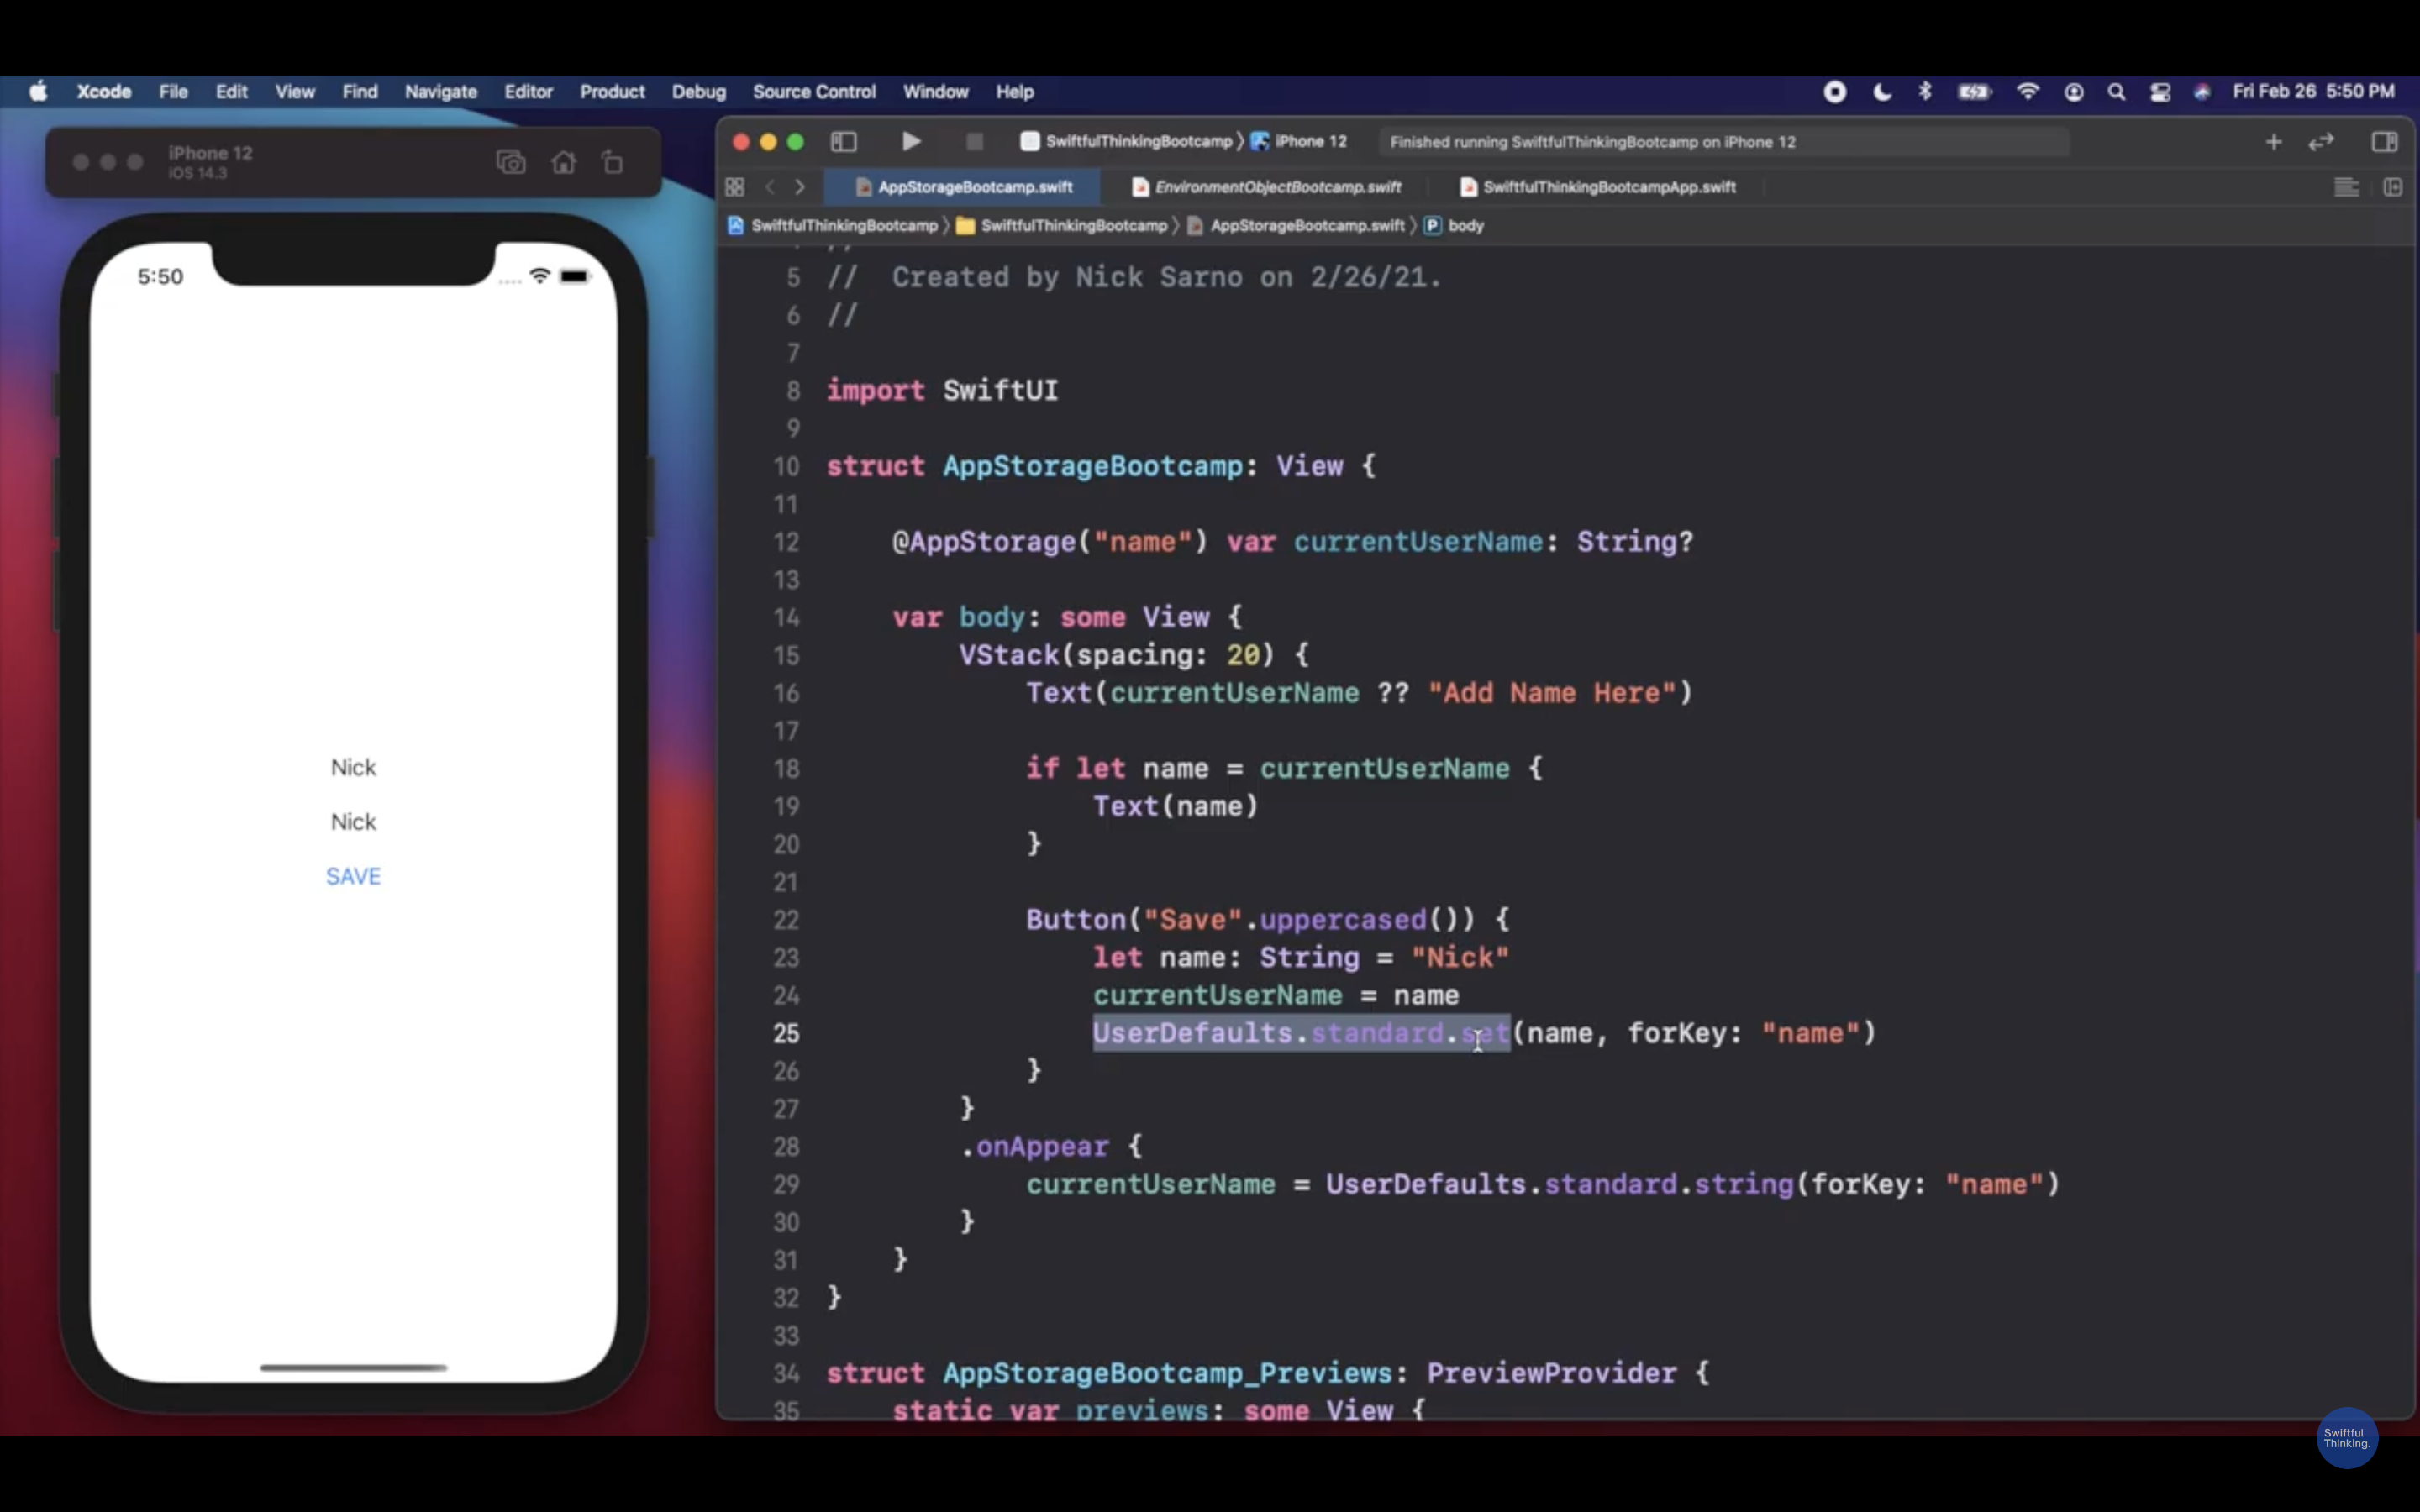 Xcode File Edit View Find Navigate Editor Product Debug Source Control Window Help Fri Feb 26 5:50 PM
iPhone 12
iOS 14.3
SwiftfulThinkingBootcamp 〉 iPhone 12 Finished running SwiftfulThinkingBootcamp on iPhone 12
AppStorageBootcamp.swift EnvironmentObjectBootcamp.swift SwiftfulThinkingBootcampApp.swift
SwiftfulThinkingBootcamp 〉 SwiftfulThinkingBootcamp 〉 AppStorageBootcamp.swift 〉 P body
5:50
Nick
Nick
SAVE
5 //  Created by Nick Sarno on 2/26/21.
6 //
7
8 import SwiftUI
9
10 struct AppStorageBootcamp: View {
11
12     @AppStorage("name") var currentUserName: String?
13
14     var body: some View {
15         VStack(spacing: 20) {
16             Text(currentUserName ?? "Add Name Here")
17
18             if let name = currentUserName {
19                 Text(name)
20             }
21
22             Button("Save".uppercased()) {
23                 let name: String = "Nick"
24                 currentUserName = name
25                 UserDefaults.standard.set(name, forKey: "name")
26             }
27         }
28         .onAppear {
29             currentUserName = UserDefaults.standard.string(forKey: "name")
30         }
31     }
32 }
33
34 struct AppStorageBootcamp_Previews: PreviewProvider {
35     static var previews: some View {
Swiftful
Thinking.